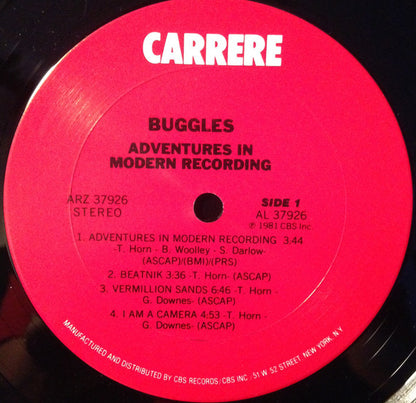 CARRERE
BUGGLES
ADVENTURES IN
MODERN RECORDING
ARZ 37926
STEREO
SIDE 1
AL 37926
℗ 1981 CBS Inc.
1. ADVENTURES IN MODERN RECORDING 3:44
-T. Horn - B. Woolley - S. Darlow-
(ASCAP)/(BMI)/(PRS)
2. BEATNIK 3:36 -T. Horn- (ASCAP)
3. VERMILLION SANDS 6:46 -T. Horn -
G. Downes- (ASCAP)
4. I AM A CAMERA 4:53 -T. Horn -
G. Downes- (ASCAP)
MANUFACTURED AND DISTRIBUTED BY CBS RECORDS/CBS INC./51 W. 52 STREET, NEW YORK, N.Y.